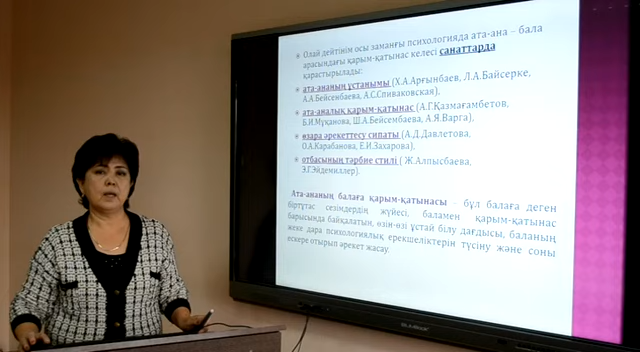 Олай дейтінім осы заманғы психологияда ата-ана – бала
арасындағы қарым-қатынас келесі санаттарда
қарастырылады:
ата-ананың ұстанымы (Х.А.Арғынбаев, Л.А.Байсерке,
А.А.Бейсенбаева, А.С.Спиваковская),
ата-аналық қарым-қатынас (А.Г.Қазмағамбетов,
Б.И.Мұқанова, Ш.А.Бейсембаева, А.Я.Варга),
өзара әрекеттесу сипаты (А.Д.Давлетова,
О.А.Карабанова, Е.И.Захарова),
отбасының тәрбие стилі ( Ж.Алпысбаева,
Э.Г.Эйдемиллер).
Ата-ананың балаға қарым-қатынасы - бұл балаға деген
біртұтас сезімдердің жүйесі, баламен қарым-қатынас
барысында байқалатын, өзін-өзі ұстай білу дағдысы, баланың
жеке дара психологиялық ерекшеліктерін түсіну және соны
ескере отырып әрекет жасау.